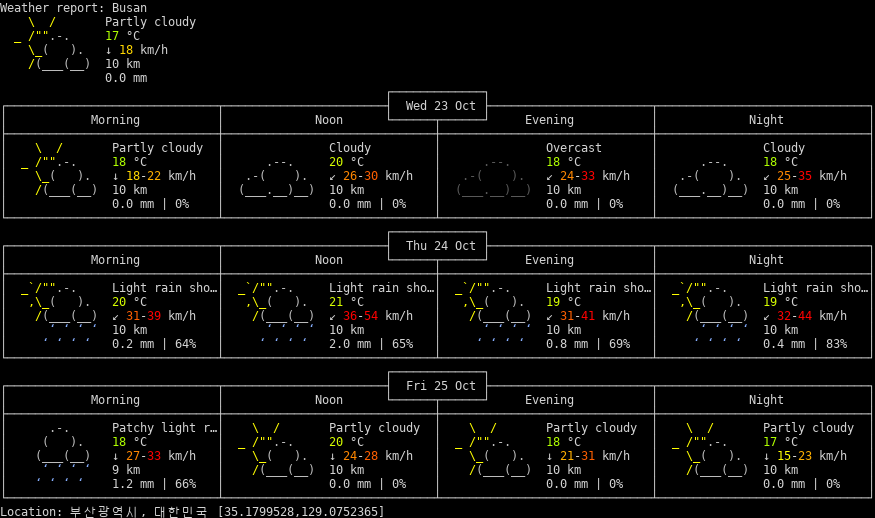 Weather report: Busan
Partly cloudy
17 °C
↓ 18 km/h
10 km
0.0 mm
Wed 23 Oct
Morning Noon Evening Night
Partly cloudy Cloudy Overcast Cloudy
18 °C 20 °C 18 °C 18 °C
↓ 18-22 km/h ↙ 26-30 km/h ↙ 24-33 km/h ↙ 25-35 km/h
10 km 10 km 10 km 10 km
0.0 mm | 0% 0.0 mm | 0% 0.0 mm | 0% 0.0 mm | 0%
Thu 24 Oct
Morning Noon Evening Night
Light rain sho… Light rain sho… Light rain sho… Light rain sho…
20 °C 21 °C 19 °C 19 °C
↙ 31-39 km/h ↙ 36-54 km/h ↙ 31-41 km/h ↙ 32-44 km/h
10 km 10 km 10 km 10 km
0.2 mm | 64% 2.0 mm | 65% 0.8 mm | 69% 0.4 mm | 83%
Fri 25 Oct
Morning Noon Evening Night
Patchy light r… Partly cloudy Partly cloudy Partly cloudy
18 °C 20 °C 18 °C 17 °C
↓ 27-33 km/h ↓ 24-28 km/h ↓ 21-31 km/h ↓ 15-23 km/h
9 km 10 km 10 km 10 km
1.2 mm | 66% 0.0 mm | 0% 0.0 mm | 0% 0.0 mm | 0%
Location: 부산광역시, 대한민국 [35.1799528,129.0752365]